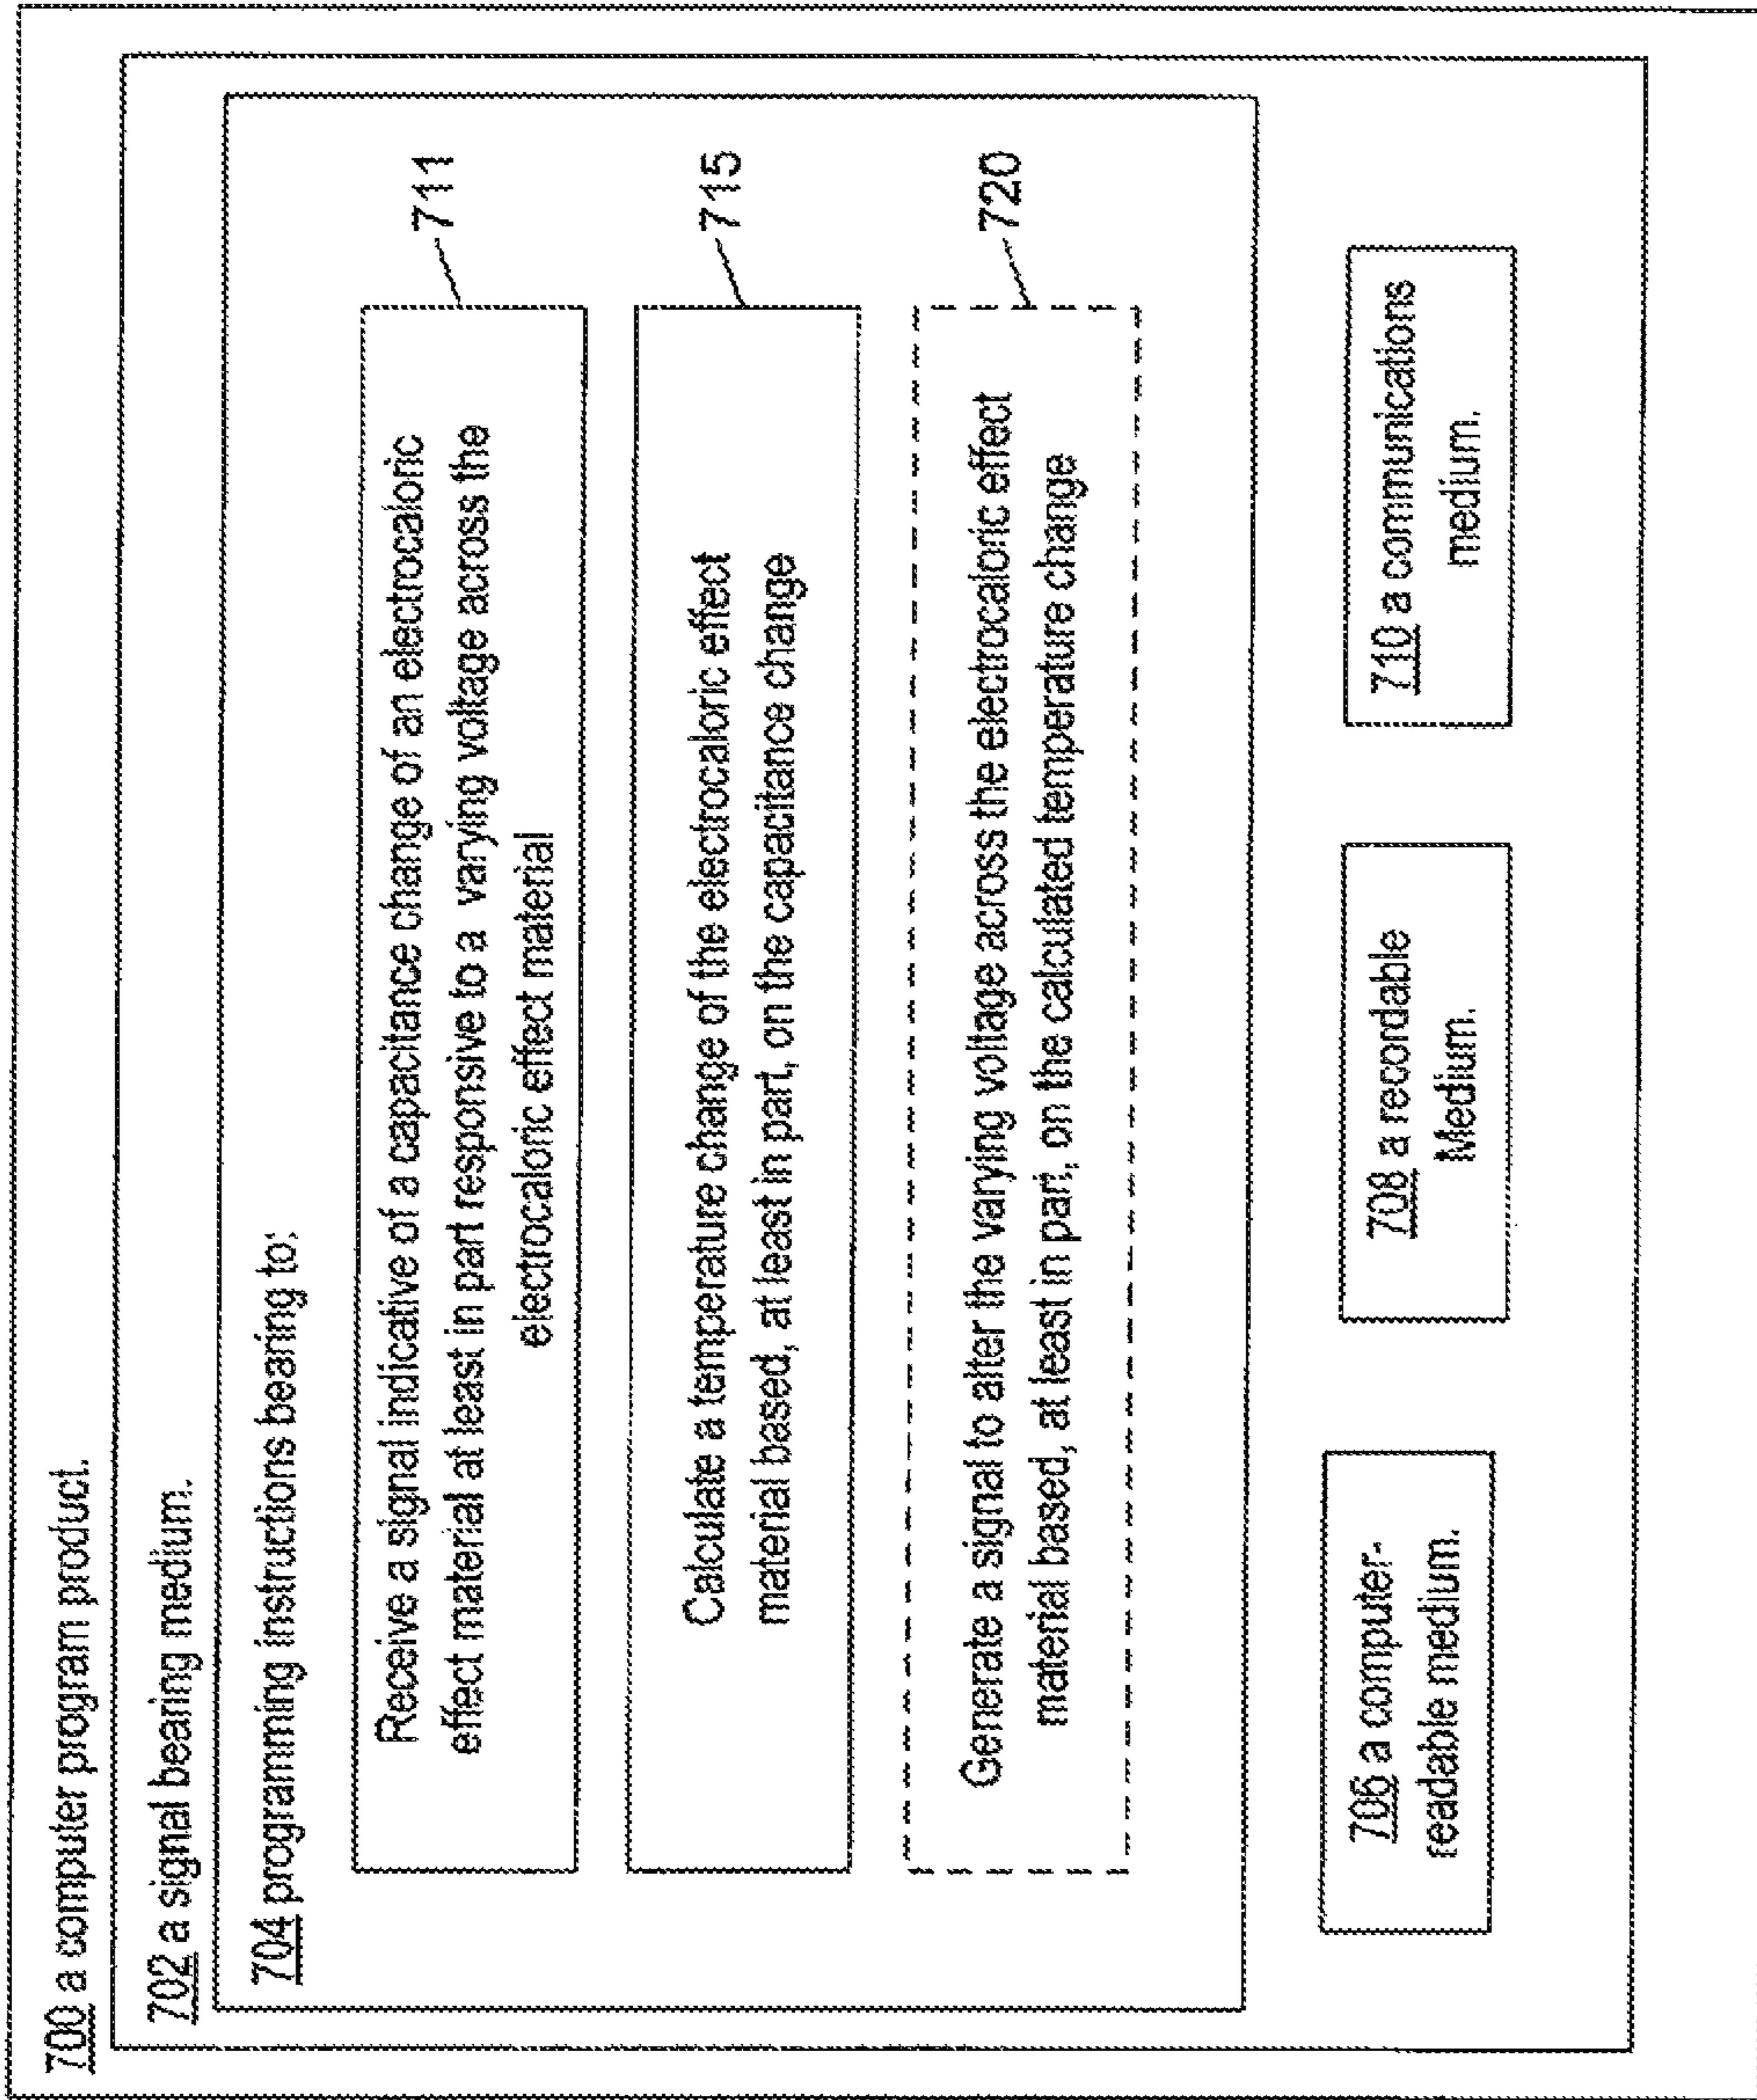 700 a computer program product.
702 a signal bearing medium.
704 programming instructions bearing to:
Receive a signal indicative of a capacitance change of an electrocaloric
effect material at least in part responsive to a varying voltage across the
electrocaloric effect material
711
Calculate a temperature change of the electrocaloric effect
material based, at least in part, on the capacitance change
715
Generate a signal to alter the varying voltage across the electrocaloric effect
material based, at least in part, on the calculated temperature change
720
706 a computer-
readable medium.
708 a recordable
Medium.
710 a communications
medium.